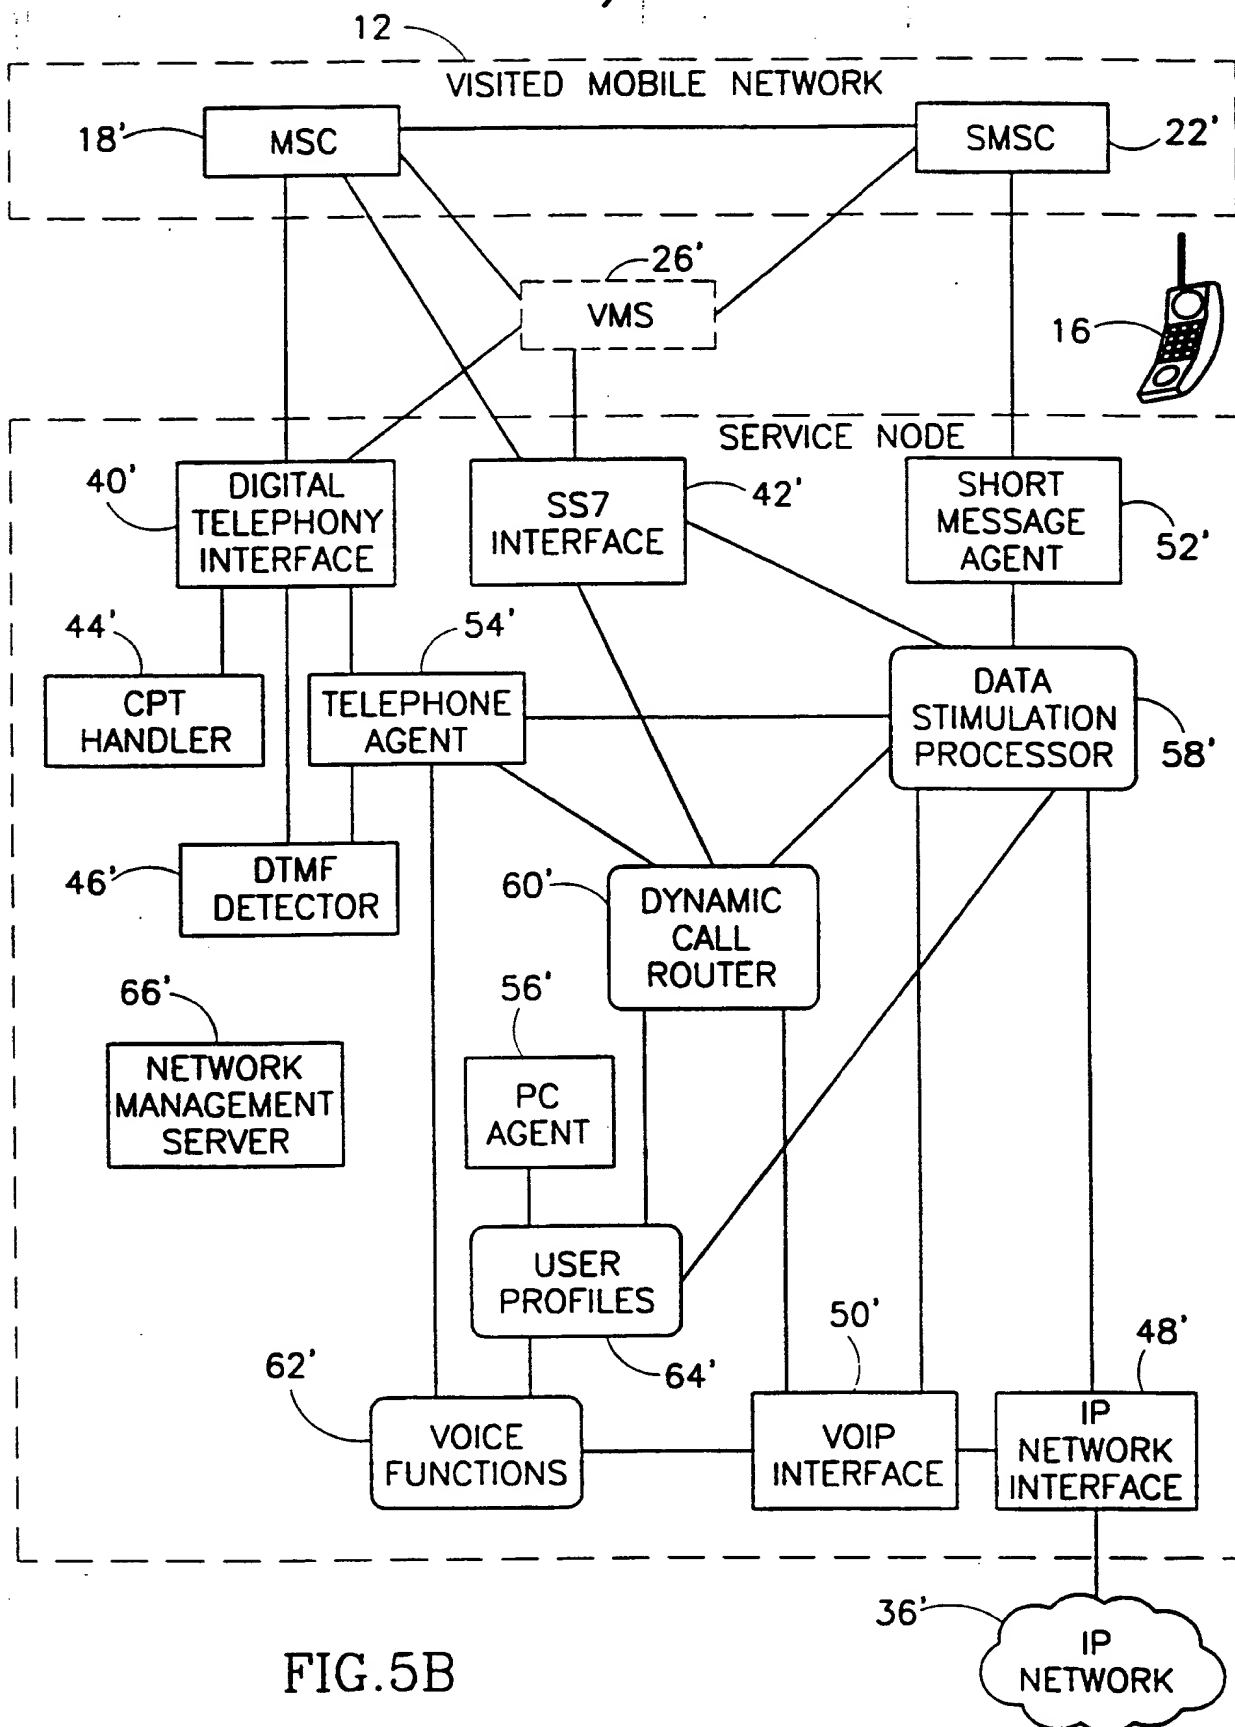 12
VISITED MOBILE NETWORK
18'
MSC
SMSC
22'
26'
VMS
16
SERVICE NODE
40'
DIGITAL
TELEPHONY
INTERFACE
SS7
INTERFACE
42'
SHORT
MESSAGE
AGENT
52'
44'
54'
CPT
HANDLER
TELEPHONE
AGENT
DATA
STIMULATION
PROCESSOR
58'
46'
DTMF
DETECTOR
60'
DYNAMIC
CALL
ROUTER
66'
56'
NETWORK
MANAGEMENT
SERVER
PC
AGENT
USER
PROFILES
50'
48'
62'
64'
VOICE
FUNCTIONS
VOIP
INTERFACE
IP
NETWORK
INTERFACE
36'
IP
NETWORK
FIG.5B